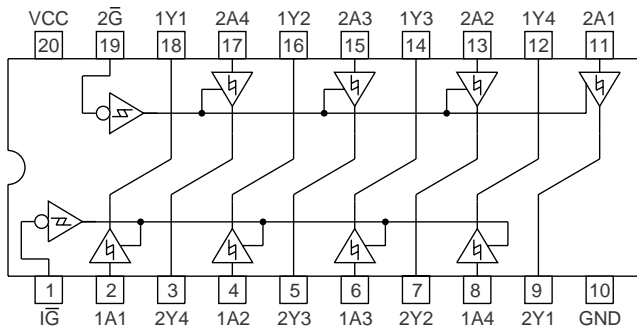 VCC 2G̅ 1Y1 2A4 1Y2 2A3 1Y3 2A2 1Y4 2A1
20 19 18 17 16 15 14 13 12 11
1 2 3 4 5 6 7 8 9 10
IG̅ 1A1 2Y4 1A2 2Y3 1A3 2Y2 1A4 2Y1 GND